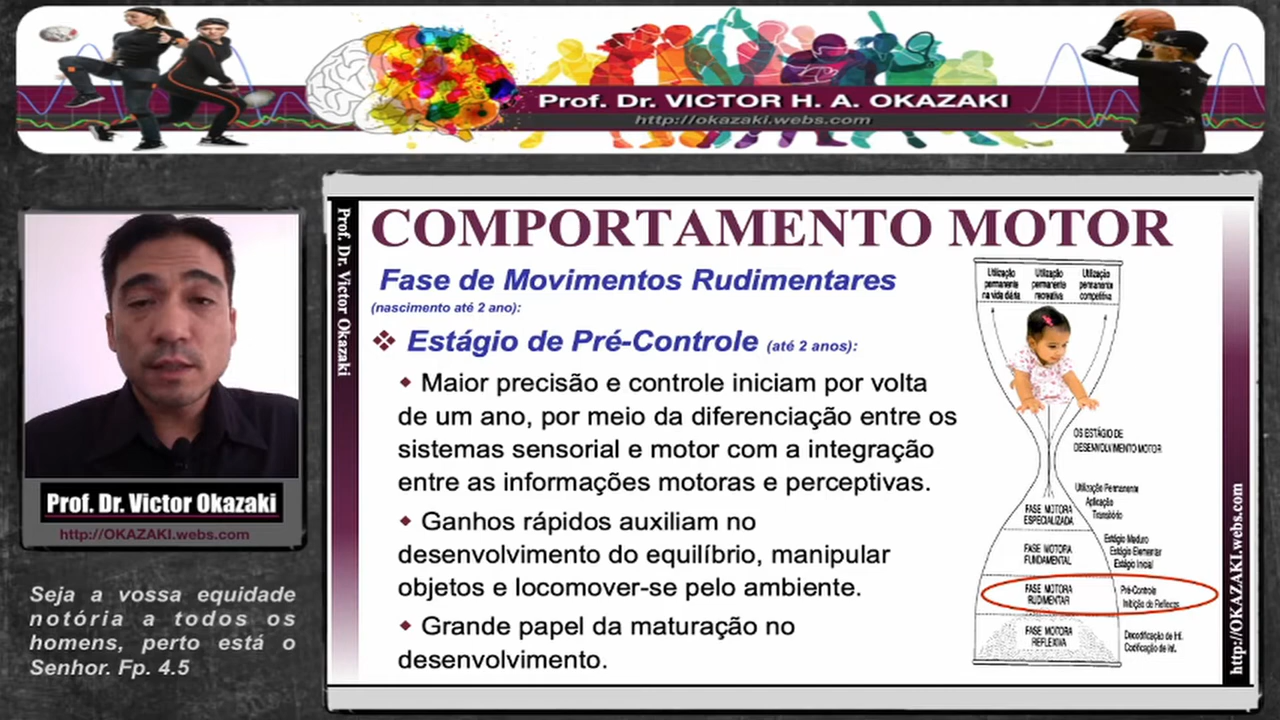 Prof. Dr. VICTOR H. A. OKAZAKI
http://okazaki.webs.com
Prof. Dr. Victor Okazaki
http://OKAZAKI.webs.com
Seja a vossa equidade
notória a todos os
homens, perto está o
Senhor. Fp. 4.5
Prof. Dr. Victor Okazaki
COMPORTAMENTO MOTOR
Fase de Movimentos Rudimentares
(nascimento até 2 ano):
❖ Estágio de Pré-Controle (até 2 anos):
Maior precisão e controle iniciam por volta
de um ano, por meio da diferenciação entre os
sistemas sensorial e motor com a integração
entre as informações motoras e perceptivas.
Ganhos rápidos auxiliam no
desenvolvimento do equilíbrio, manipular
objetos e locomover-se pelo ambiente.
Grande papel da maturação no
desenvolvimento.
Utilização
permanente
na vida diária
Utilização
permanente
recreativa
Utilização
permanente
competitiva
OS ESTÁGIO DE
DESENVOLVIMENTO MOTOR
FASE MOTORA
ESPECIALIZADA
Utilização Permanente
Aplicação
Transitório
FASE MOTORA
FUNDAMENTAL
Estágio Maduro
Estágio Elementar
Estágio Inicial
FASE MOTORA
RUDIMENTAR
Pré-Controle
Inibição de Reflexos
FASE MOTORA
REFLEXIVA
Decodificação de Inf.
Codificação de Inf.
http://OKAZAKI.webs.com